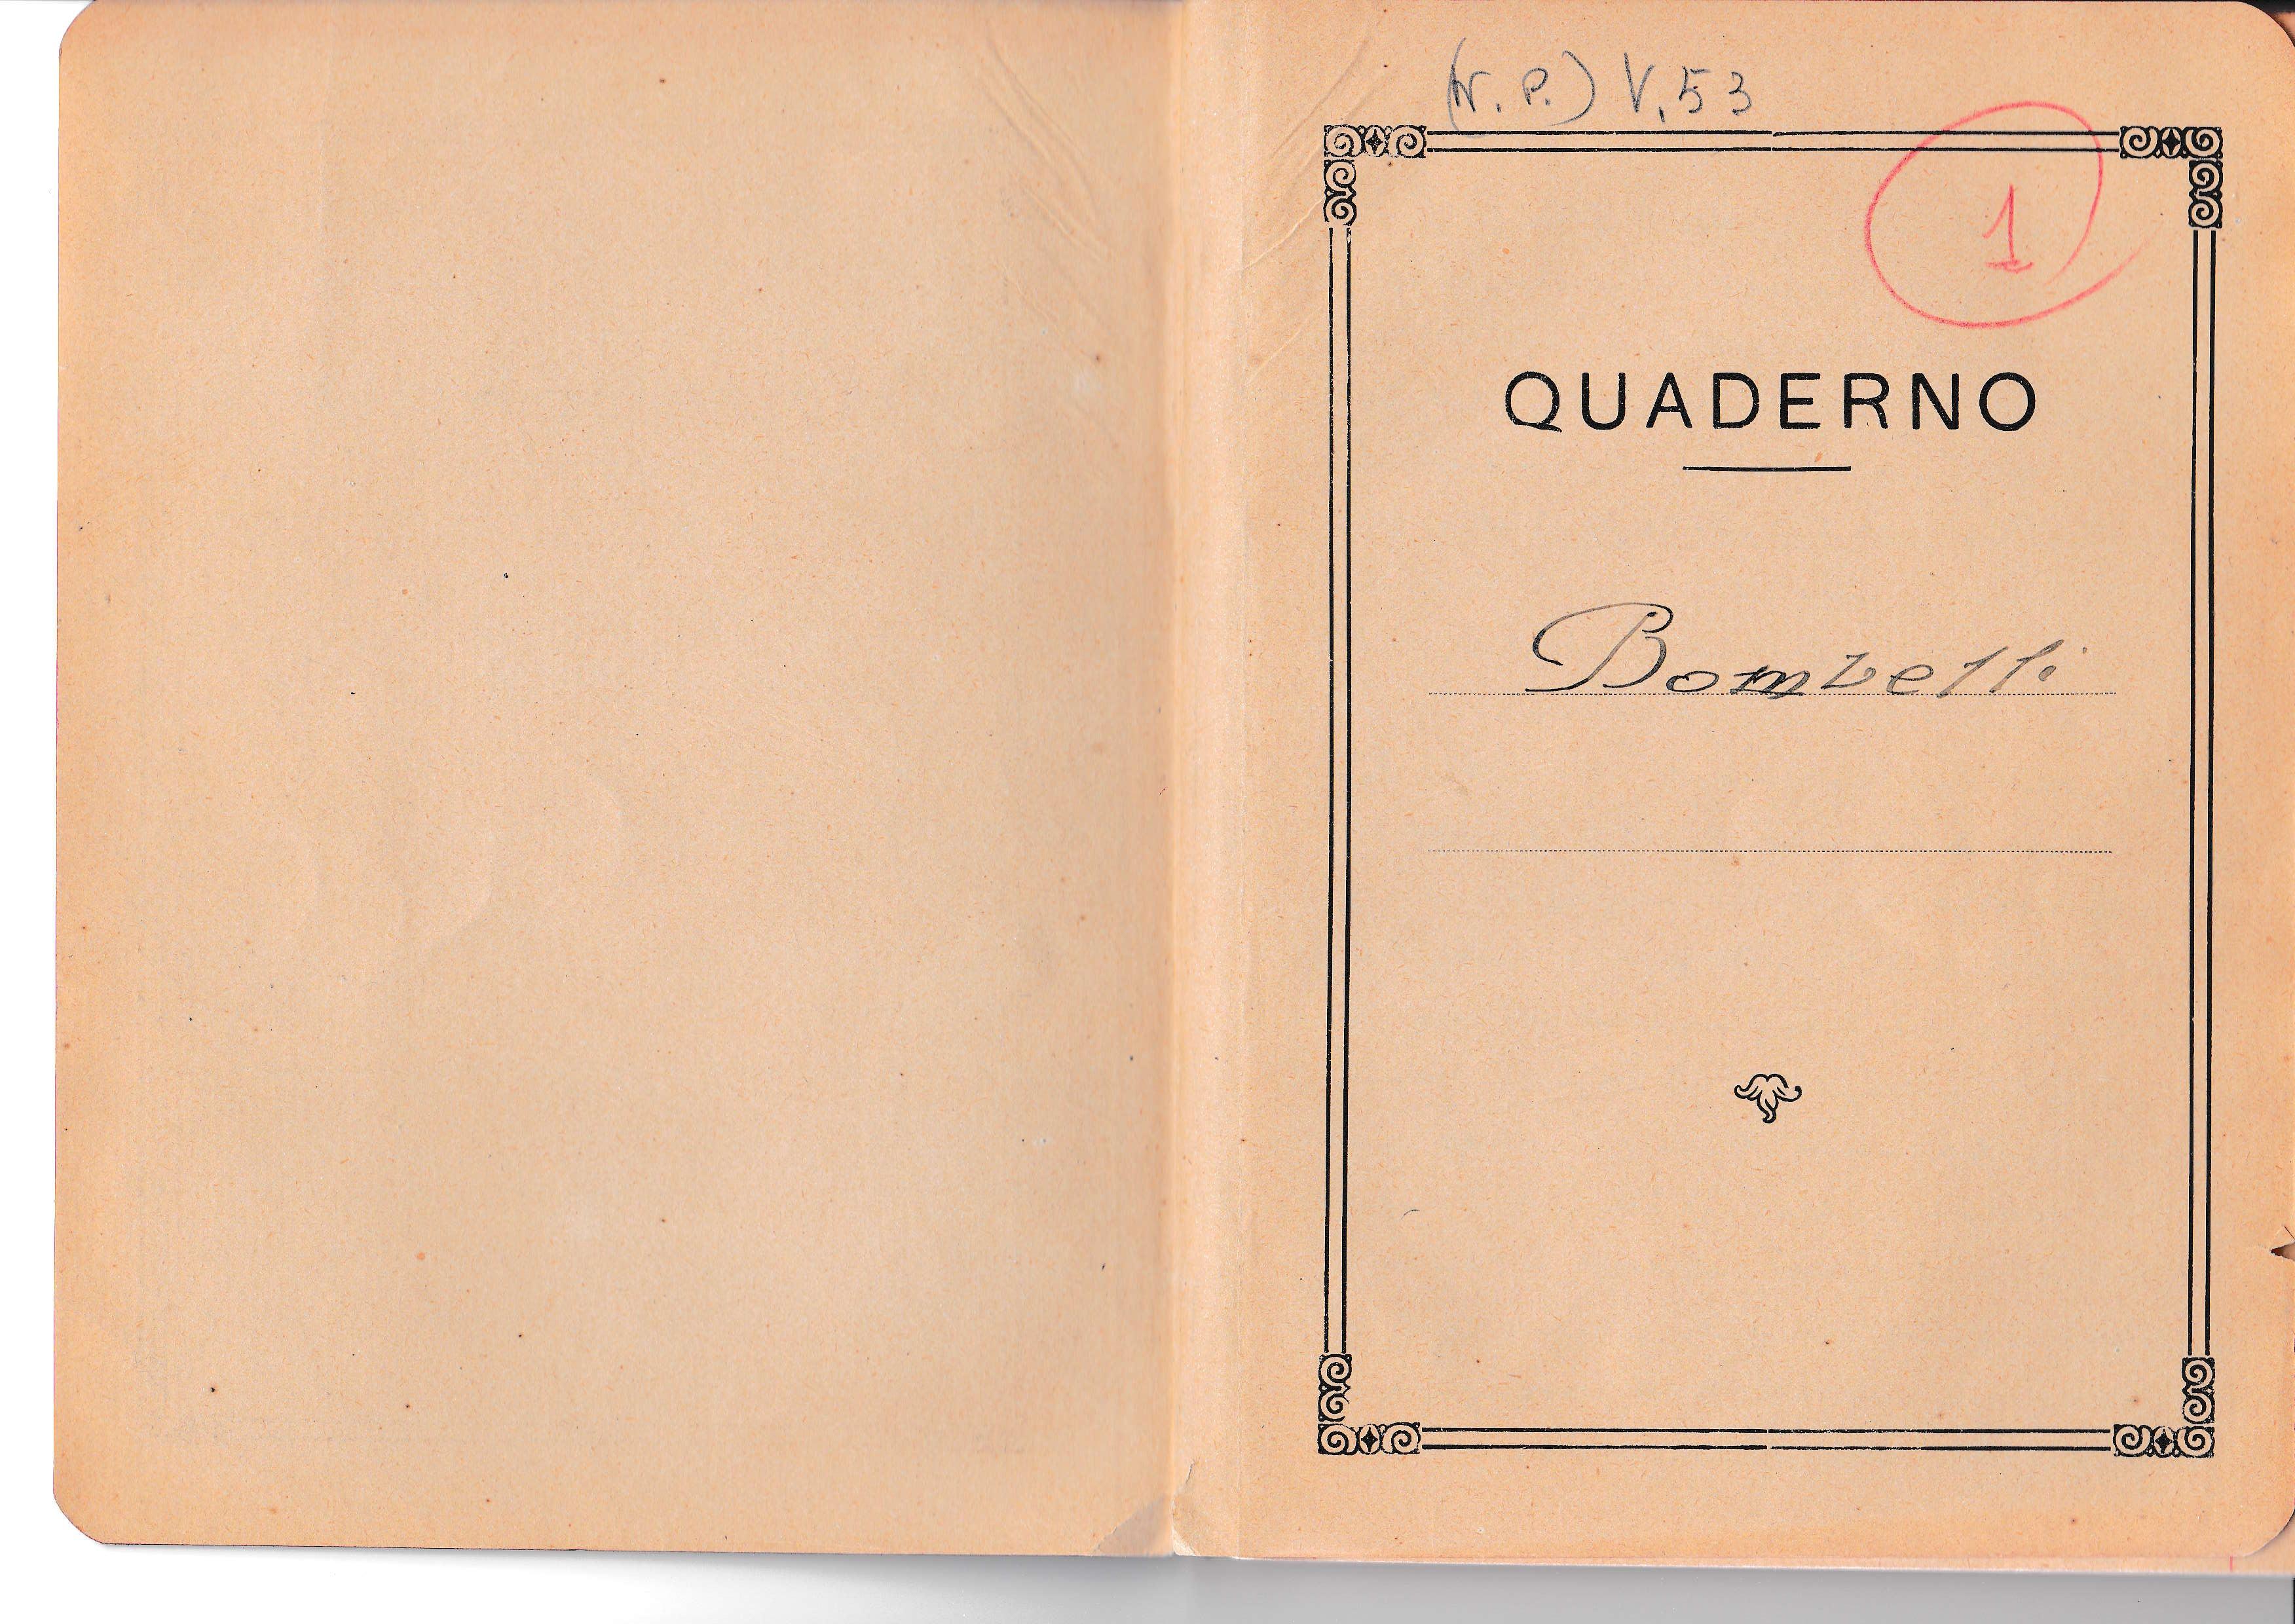 (N. P.) V. 53
1
QUADERNO
Bombelli